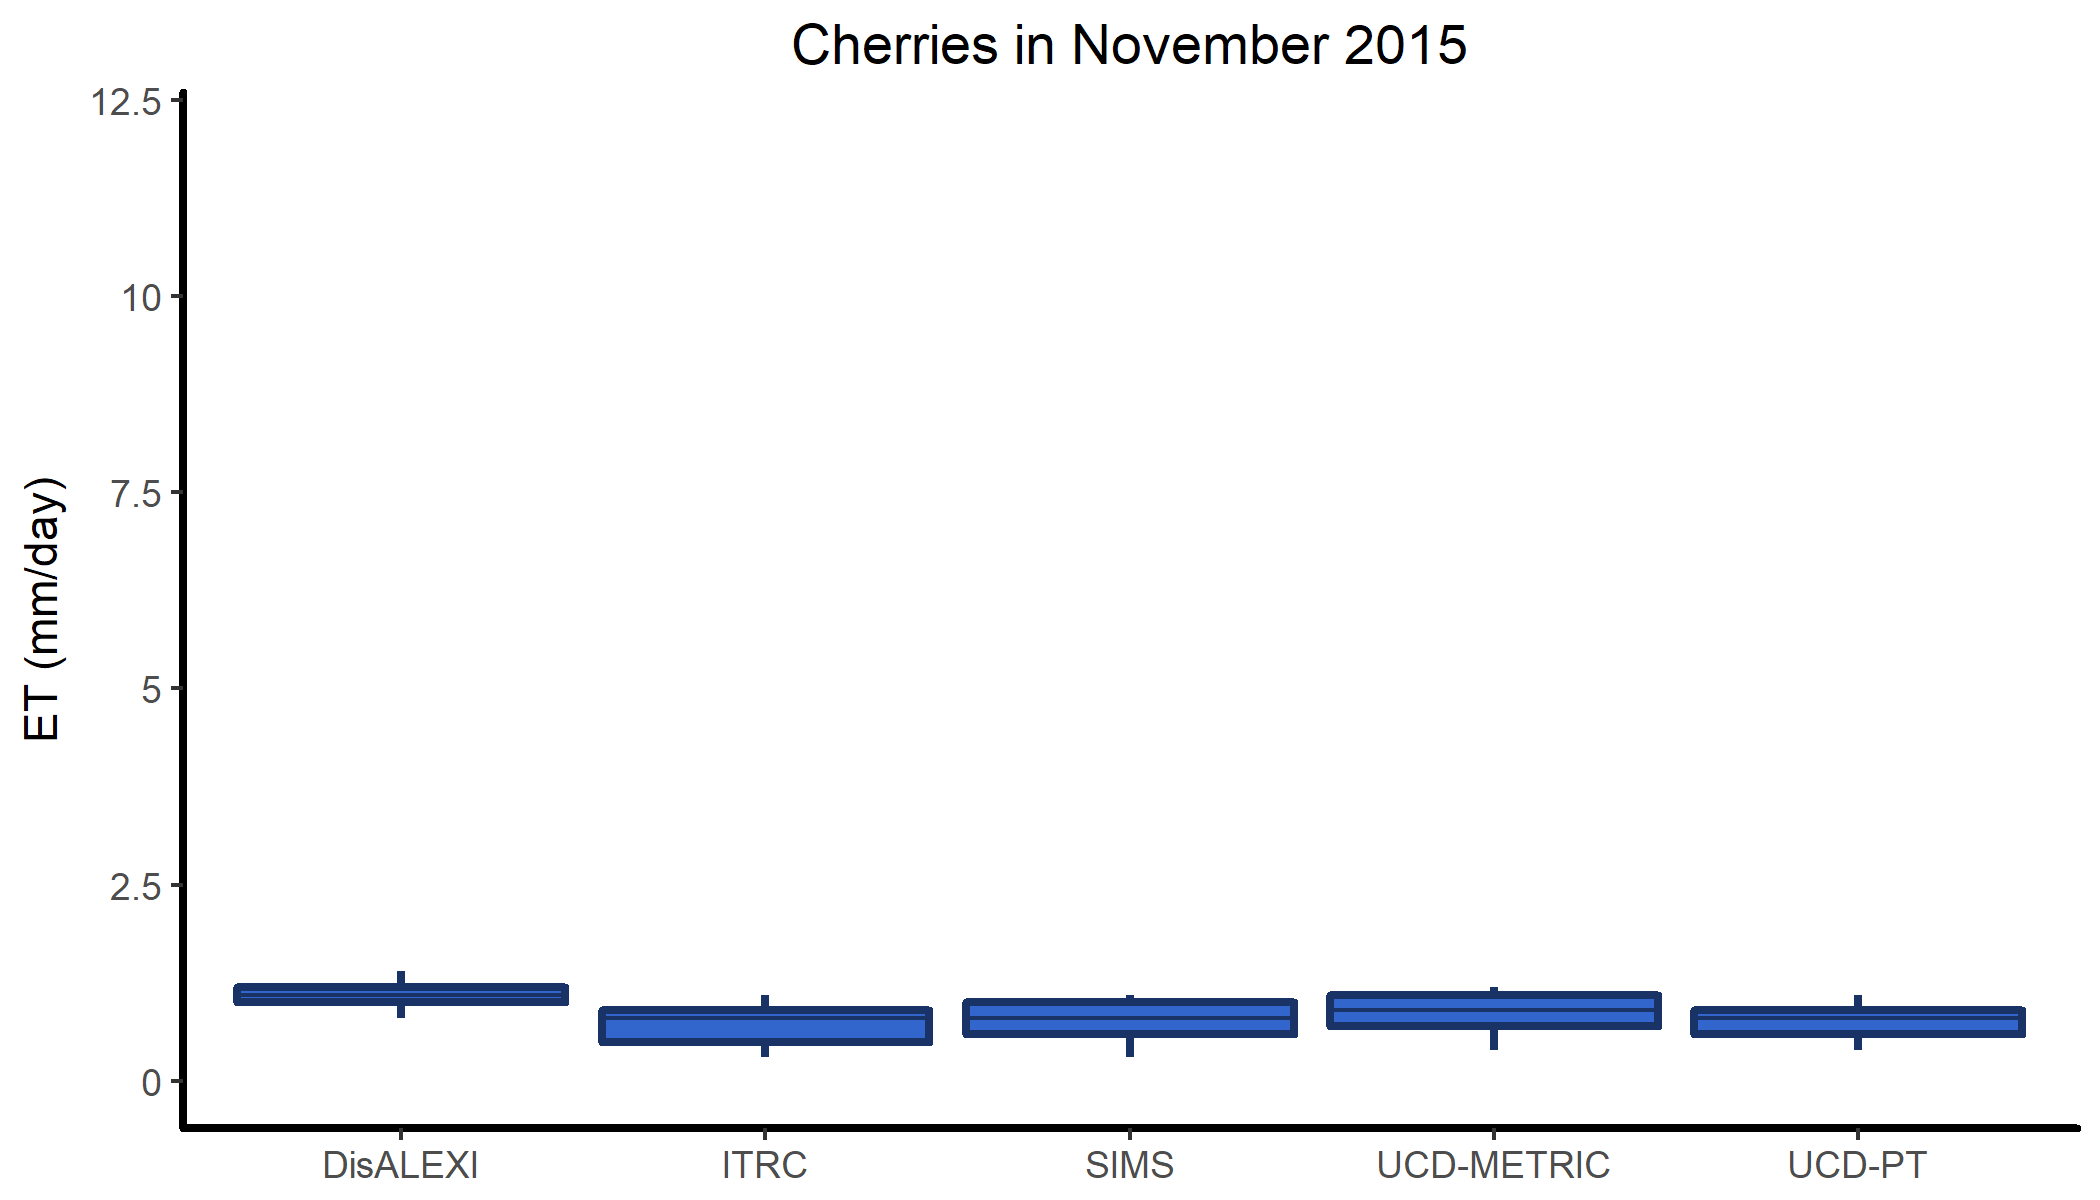 Cherries in November 2015
12.5
10
7.5
5
2.5
0
ET (mm/day)
DisALEXI ITRC SIMS UCD-METRIC UCD-PT